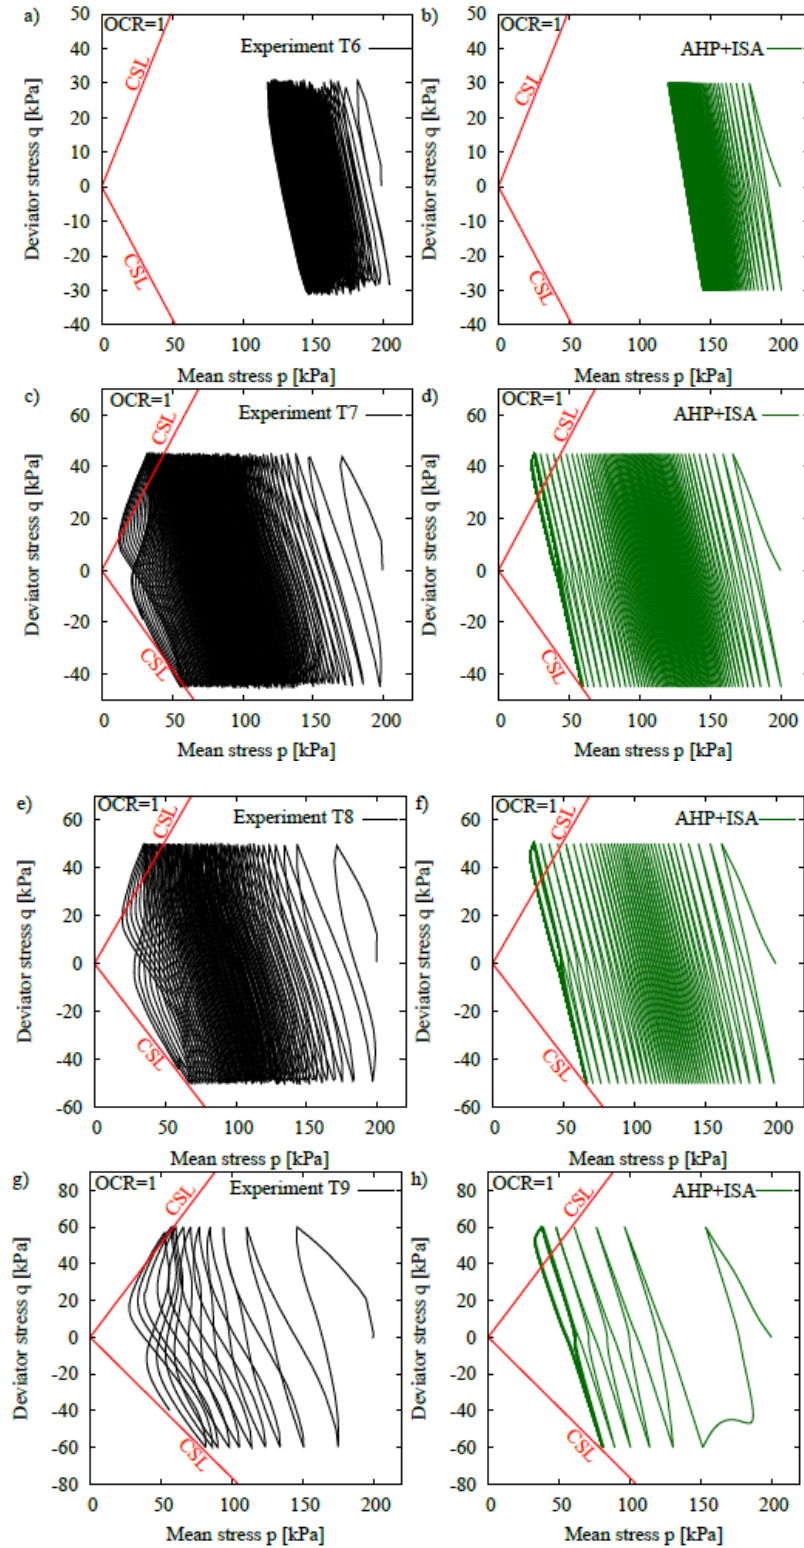 a)
OCR=1
Experiment T6
CSL
CSL
Deviator stress q [kPa]
50
40
30
20
10
0
-10
-20
-30
-40
0 50 100 150 200
Mean stress p [kPa]
b)
OCR=1
AHP+ISA
CSL
CSL
Deviator stress q [kPa]
50
40
30
20
10
0
-10
-20
-30
-40
0 50 100 150 200
Mean stress p [kPa]
c)
OCR=1
Experiment T7
CSL
CSL
Deviator stress q [kPa]
60
40
20
0
-20
-40
0 50 100 150 200
Mean stress p [kPa]
d)
OCR=1
AHP+ISA
CSL
CSL
Deviator stress q [kPa]
60
40
20
0
-20
-40
0 50 100 150 200
Mean stress p [kPa]
e)
OCR=1
Experiment T8
CSL
CSL
Deviator stress q [kPa]
60
40
20
0
-20
-40
-60
0 50 100 150 200
Mean stress p [kPa]
f)
OCR=1
AHP+ISA
CSL
CSL
Deviator stress q [kPa]
60
40
20
0
-20
-40
-60
0 50 100 150 200
Mean stress p [kPa]
g)
OCR=1
Experiment T9
CSL
CSL
Deviator stress q [kPa]
80
60
40
20
0
-20
-40
-60
-80
0 50 100 150 200
Mean stress p [kPa]
h)
OCR=1
AHP+ISA
CSL
CSL
Deviator stress q [kPa]
80
60
40
20
0
-20
-40
-60
-80
0 50 100 150 200
Mean stress p [kPa]